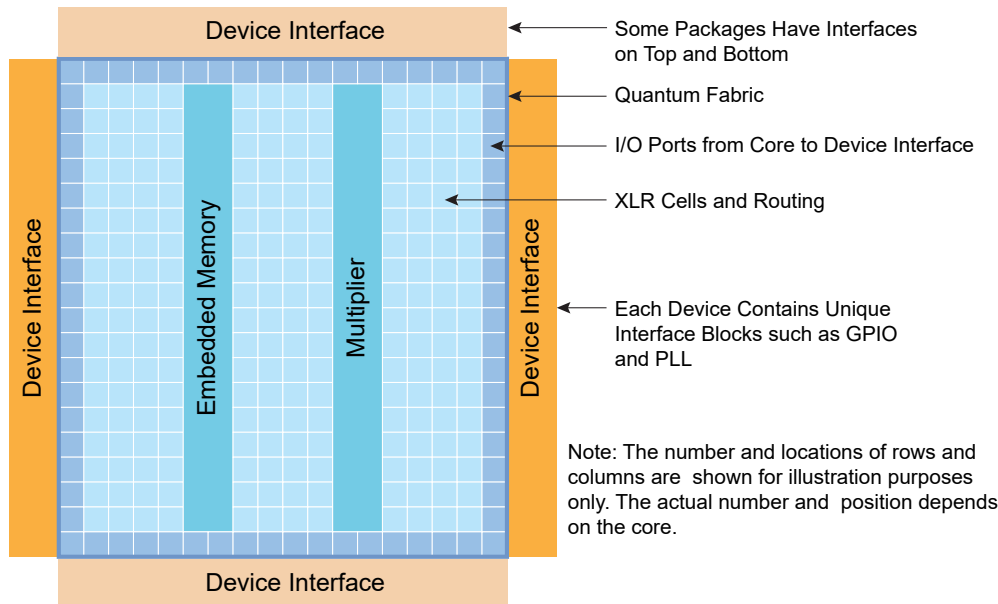 Device Interface
Some Packages Have Interfaces
on Top and Bottom
Quantum Fabric
I/O Ports from Core to Device Interface
XLR Cells and Routing
Device Interface
Embedded Memory
Multiplier
Device Interface
Each Device Contains Unique
Interface Blocks such as GPIO
and PLL
Note: The number and locations of rows and
columns are shown for illustration purposes
only. The actual number and position depends
on the core.
Device Interface